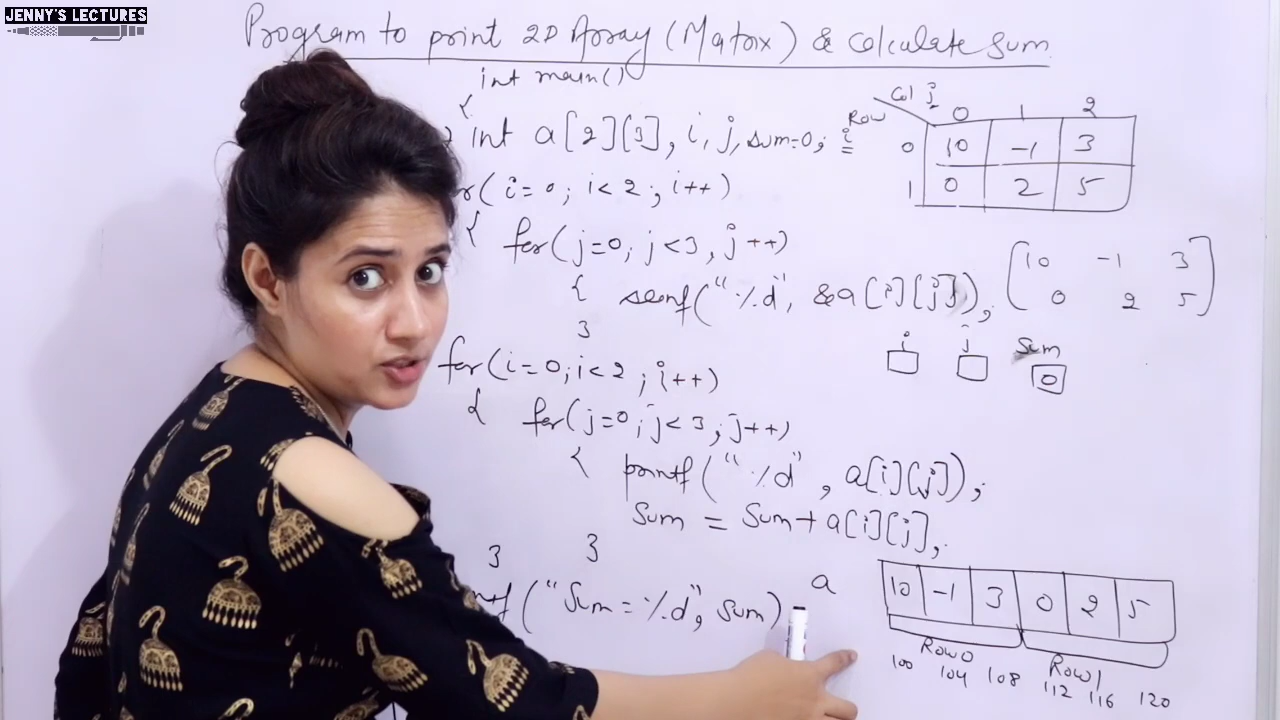 JENNY'S LECTURES
Program to print 2D Array (Matrix) & Calculate Sum
int main()
{
int a[2][3], i, j, sum=0;
(i=0; i<2; i++)
{ for(j=0; j<3, j++)
{ scanf("%d", &a[i][j]);
}
for(i=0; i<2; i++)
{ for(j=0; j<3; j++)
{ printf("%d", a[i][j]);
Sum = Sum + a[i][j];
} }
("Sum = %d", sum)
Col j
Row i
0 1 2
0 10 -1 3
1 0 2 5
10 -1 3
0 2 5
i j Sum
0
a
10 -1 3 0 2 5
Row 0 Row 1
100 104 108 112 116 120